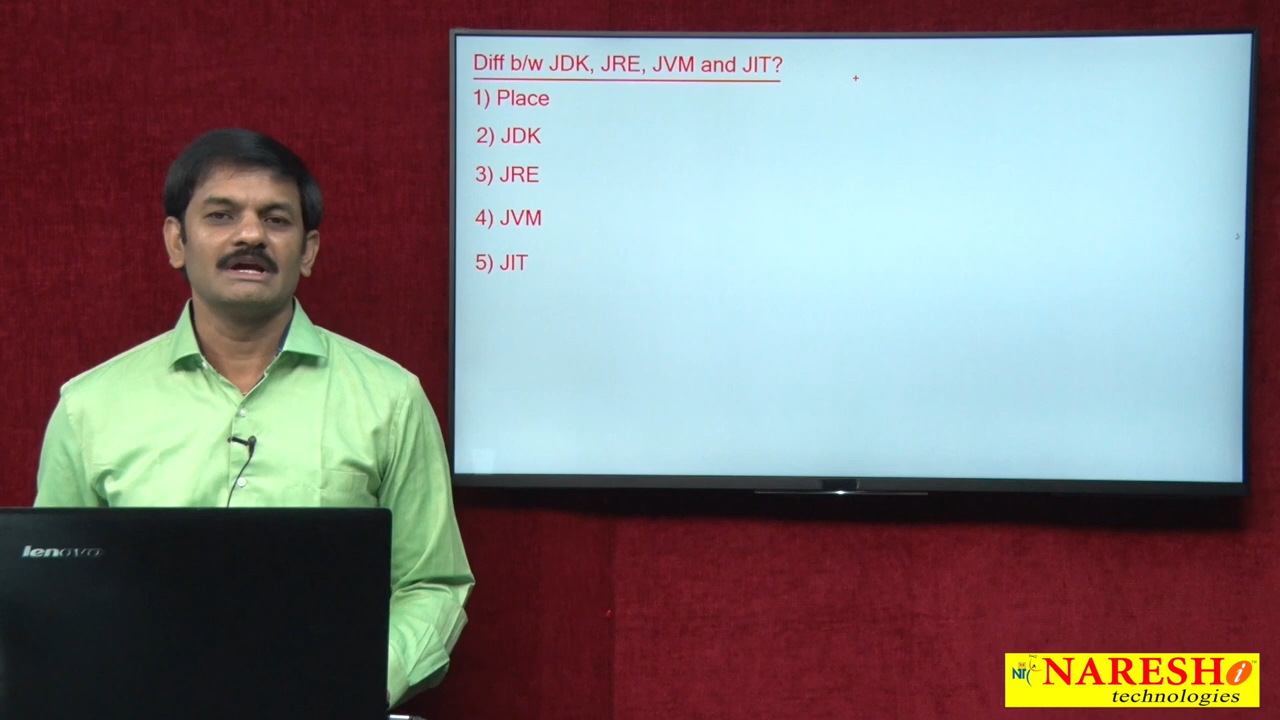 Diff b/w JDK, JRE, JVM and JIT?
1) Place
2) JDK
3) JRE
4) JVM
5) JIT
lenovo
NT
NARESH i
technologies